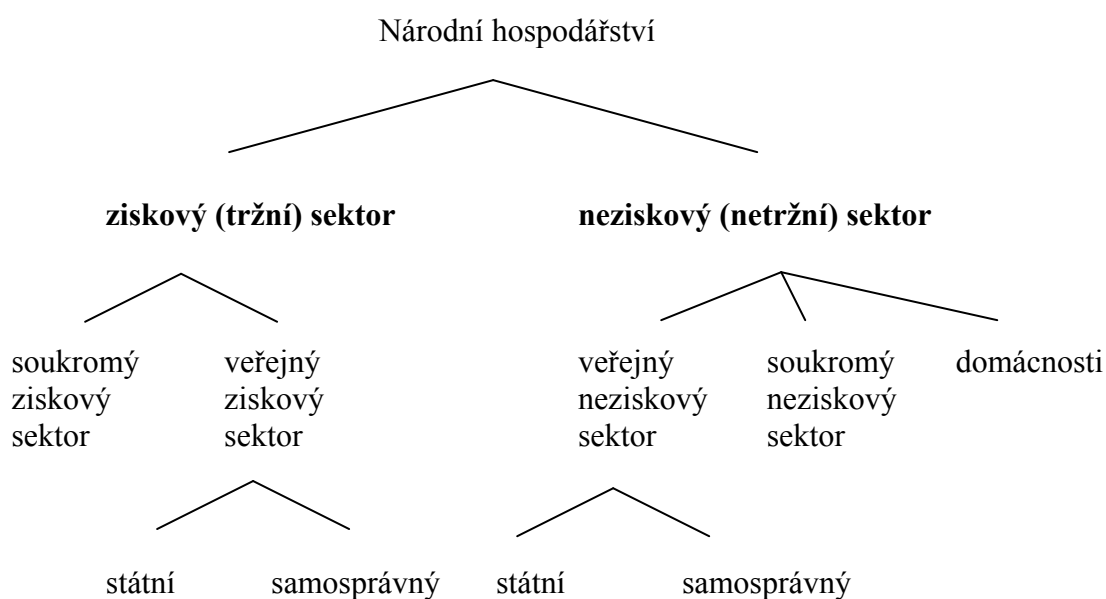 Národní hospodářství
ziskový (tržní) sektor
neziskový (netržní) sektor
soukromý
ziskový
sektor
veřejný
ziskový
sektor
veřejný
neziskový
sektor
soukromý
neziskový
sektor
domácnosti
státní
samosprávný
státní
samosprávný